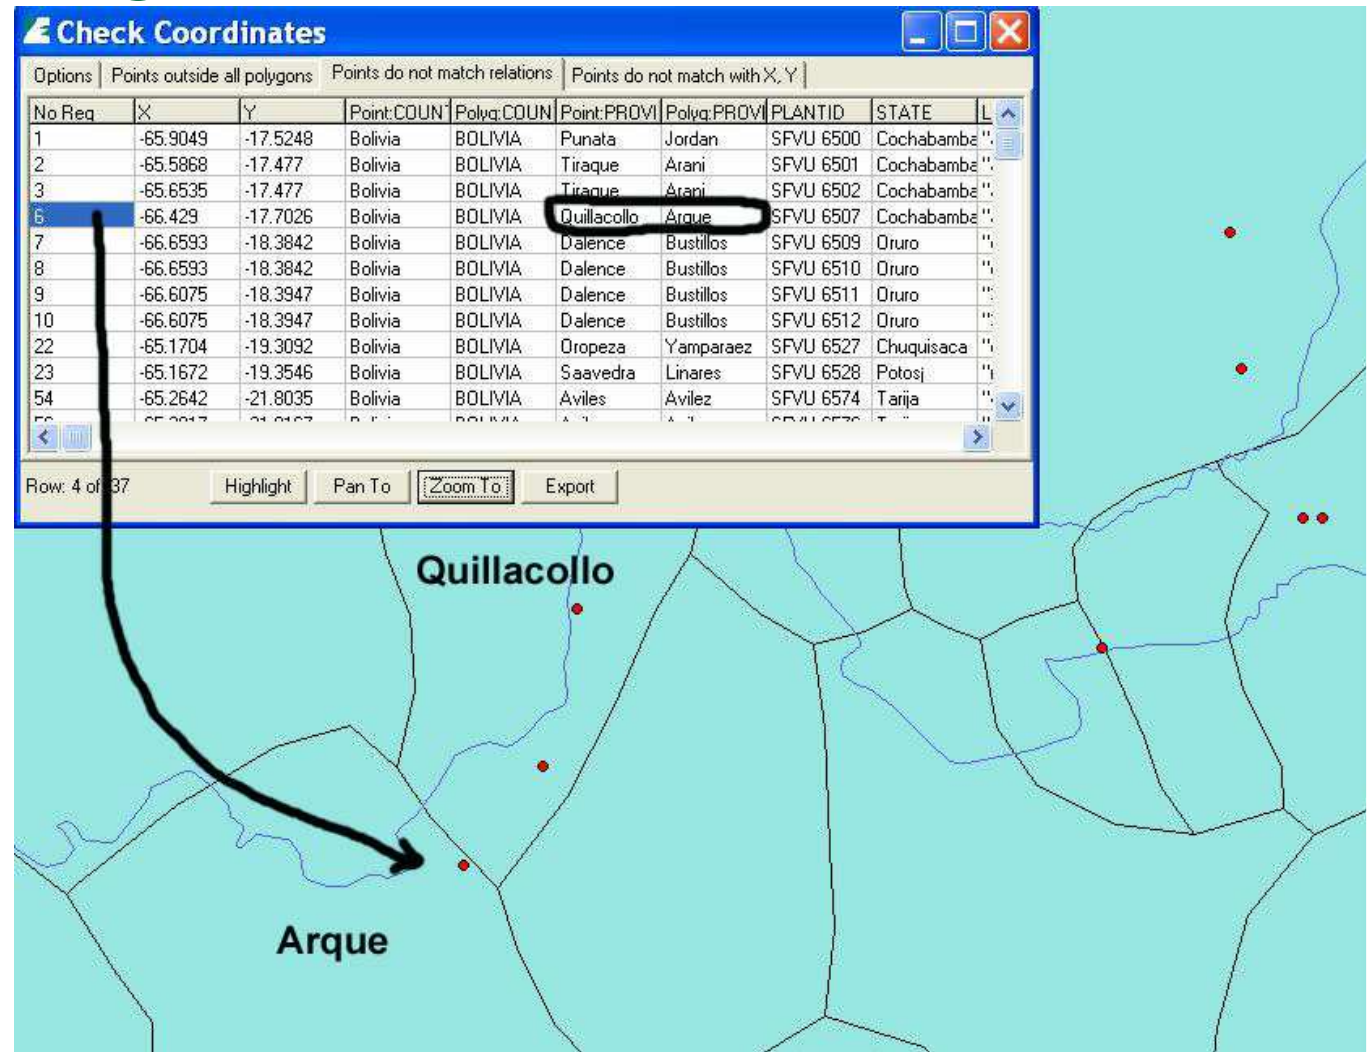 Check Coordinates
Options Points outside all polygons Points do not match relations Points do not match with X, Y
No Reg X Y Point:COUNT Polyg:COUN Point:PROVI Polyg:PROVI PLANTID STATE L
1 -65.9049 -17.5248 Bolivia BOLIVIA Punata Jordan SFVU 6500 Cochabamba "
2 -65.5868 -17.477 Bolivia BOLIVIA Tiraque Arani SFVU 6501 Cochabamba "
3 -65.6535 -17.477 Bolivia BOLIVIA Tiraque Arani SFVU 6502 Cochabamba "
6 -66.429 -17.7026 Bolivia BOLIVIA Quillacollo Arque SFVU 6507 Cochabamba "
7 -66.6593 -18.3842 Bolivia BOLIVIA Dalence Bustillos SFVU 6509 Oruro "
8 -66.6593 -18.3842 Bolivia BOLIVIA Dalence Bustillos SFVU 6510 Oruro "
9 -66.6075 -18.3947 Bolivia BOLIVIA Dalence Bustillos SFVU 6511 Oruro "
10 -66.6075 -18.3947 Bolivia BOLIVIA Dalence Bustillos SFVU 6512 Oruro "
22 -65.1704 -19.3092 Bolivia BOLIVIA Oropeza Yamparaez SFVU 6527 Chuquisaca "
23 -65.1672 -19.3546 Bolivia BOLIVIA Saavedra Linares SFVU 6528 Potosj "
54 -65.2642 -21.8035 Bolivia BOLIVIA Aviles Avilez SFVU 6574 Tarija "
Row: 4 of 37 Highlight Pan To Zoom To Export
Quillacollo
Arque